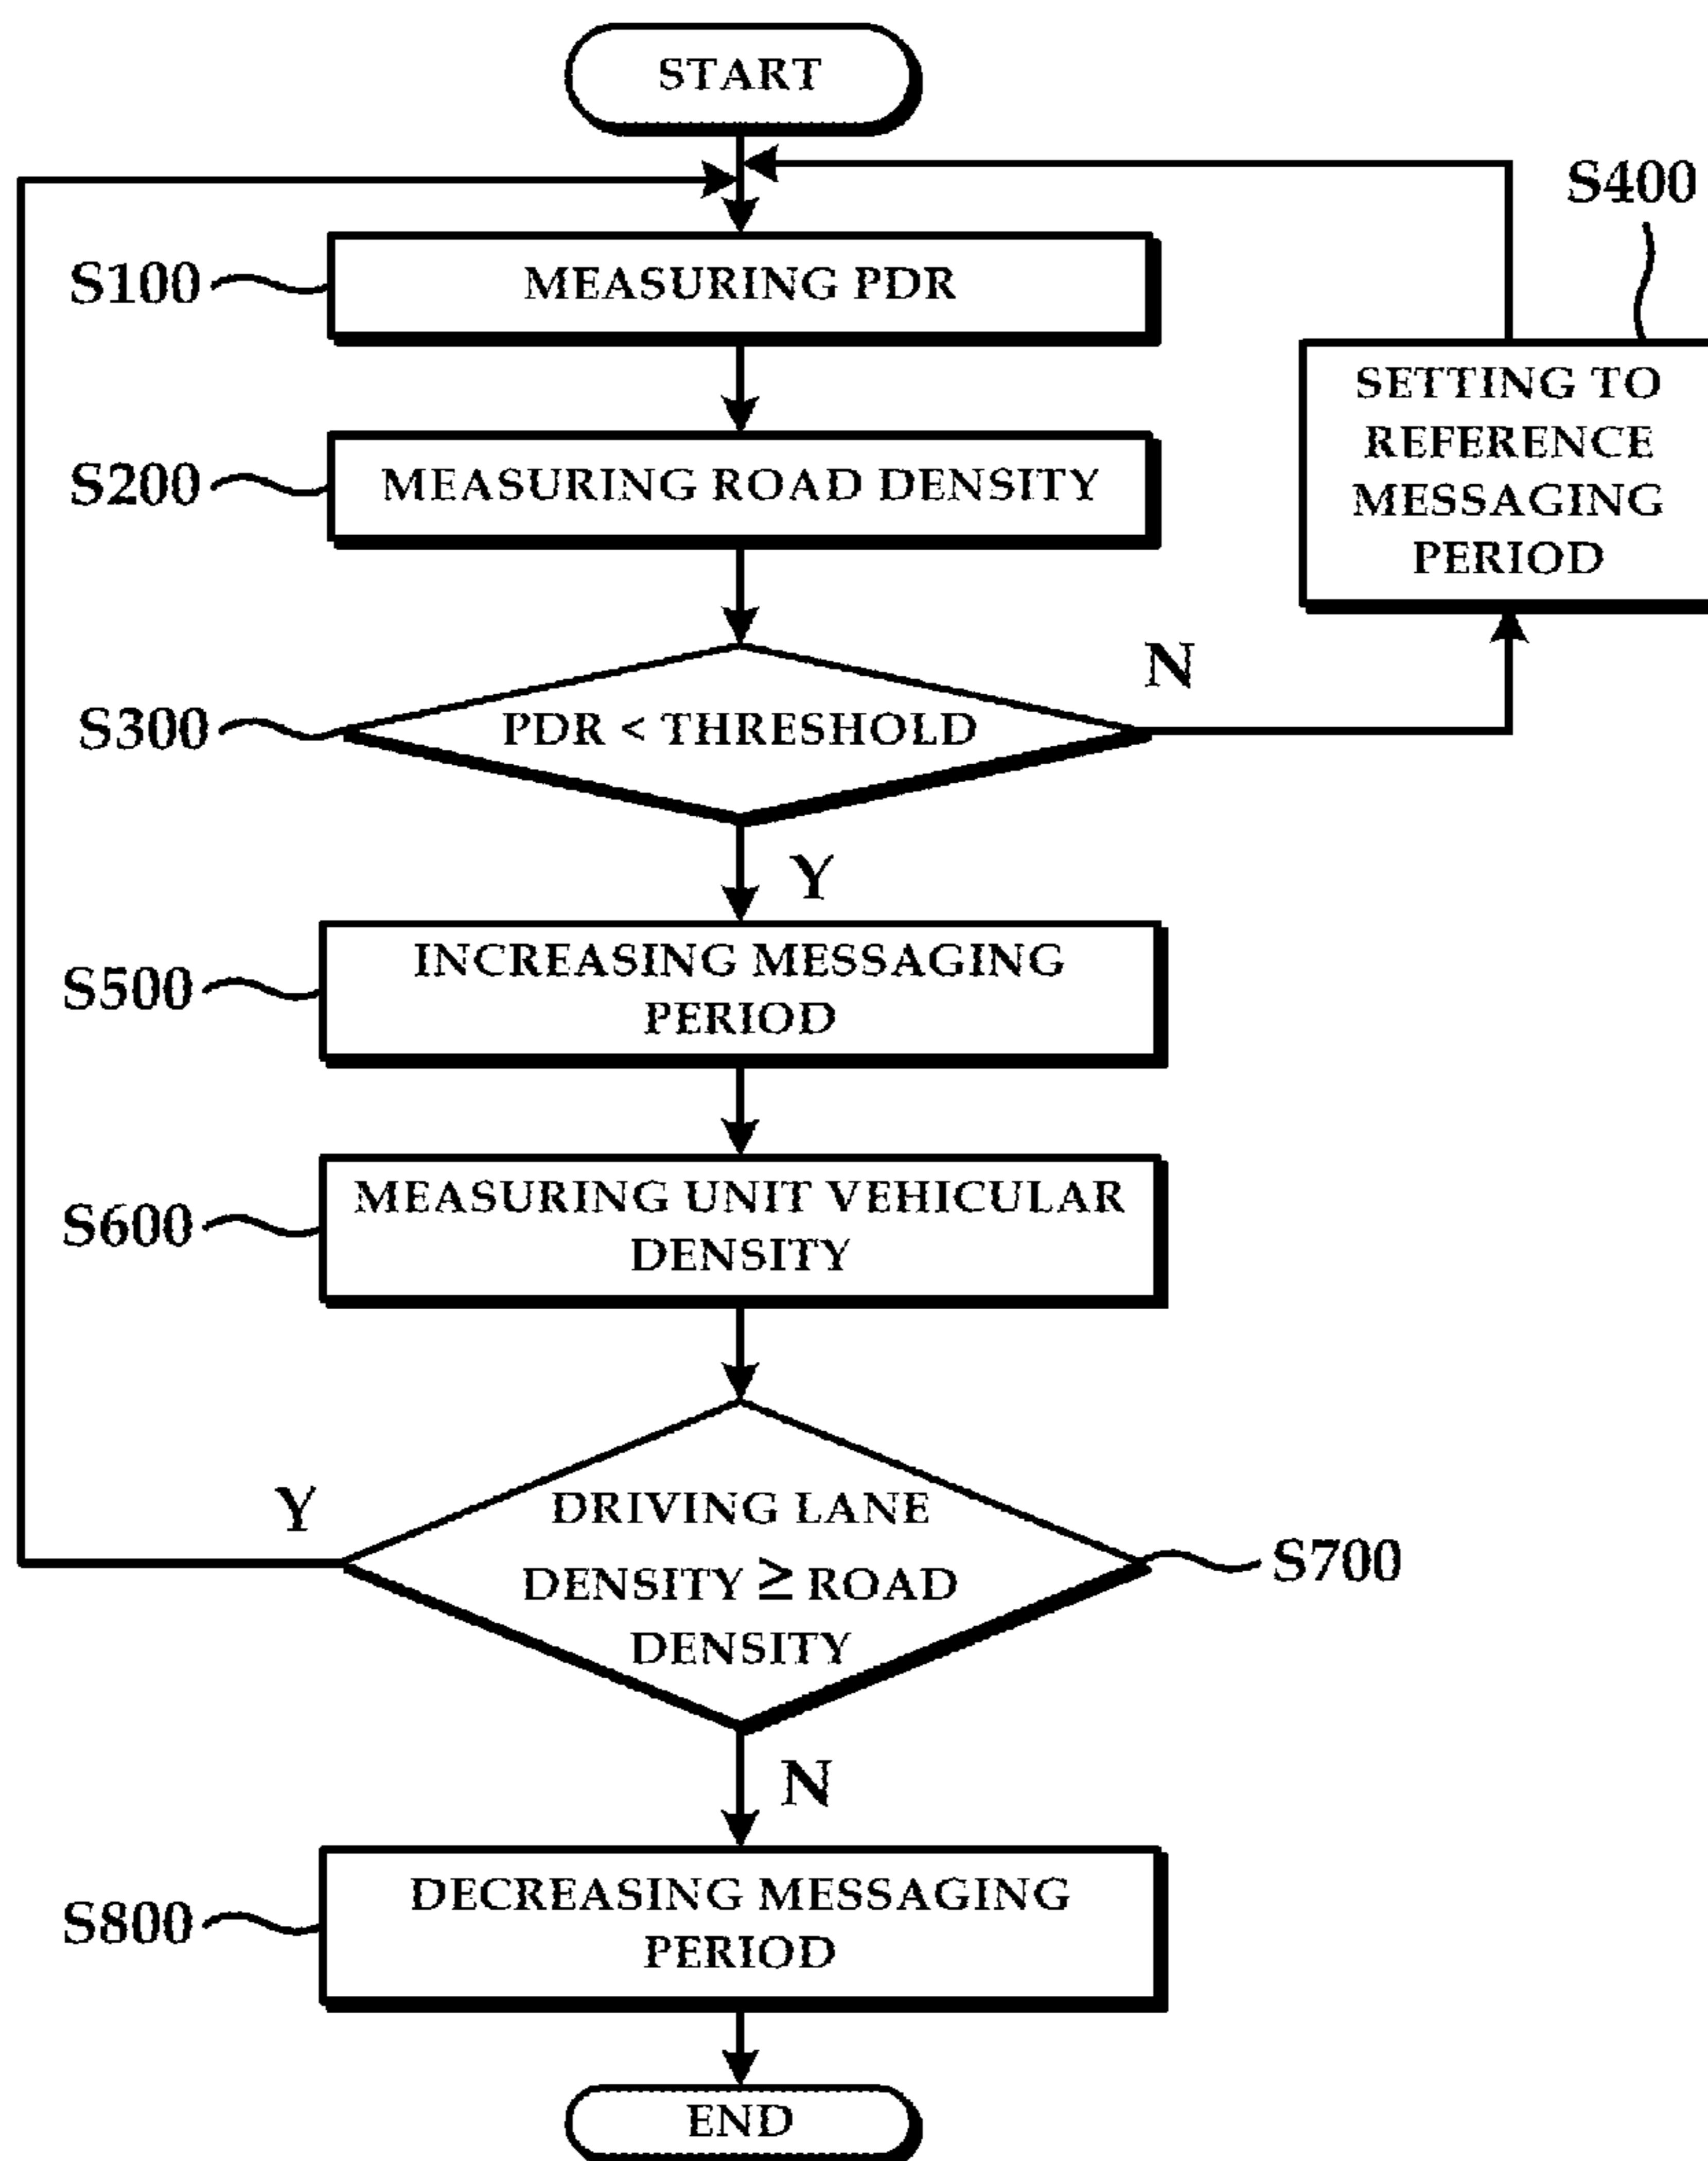 START
S400
S100
MEASURING PDR
SETTING TO
REFERENCE
MESSAGING
PERIOD
S200
MEASURING ROAD DENSITY
N
S300
PDR < THRESHOLD
Y
S500
INCREASING MESSAGING
PERIOD
S600
MEASURING UNIT VEHICULAR
DENSITY
Y
DRIVING LANE
DENSITY ≥ ROAD
DENSITY
S700
N
S800
DECREASING MESSAGING
PERIOD
END